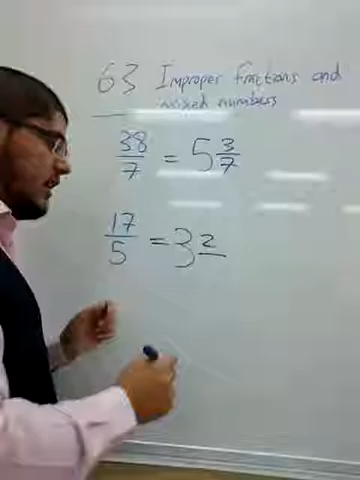 63 Improper fractions and
mixed numbers
38/7 = 5 3/7
17/5 = 3 2/